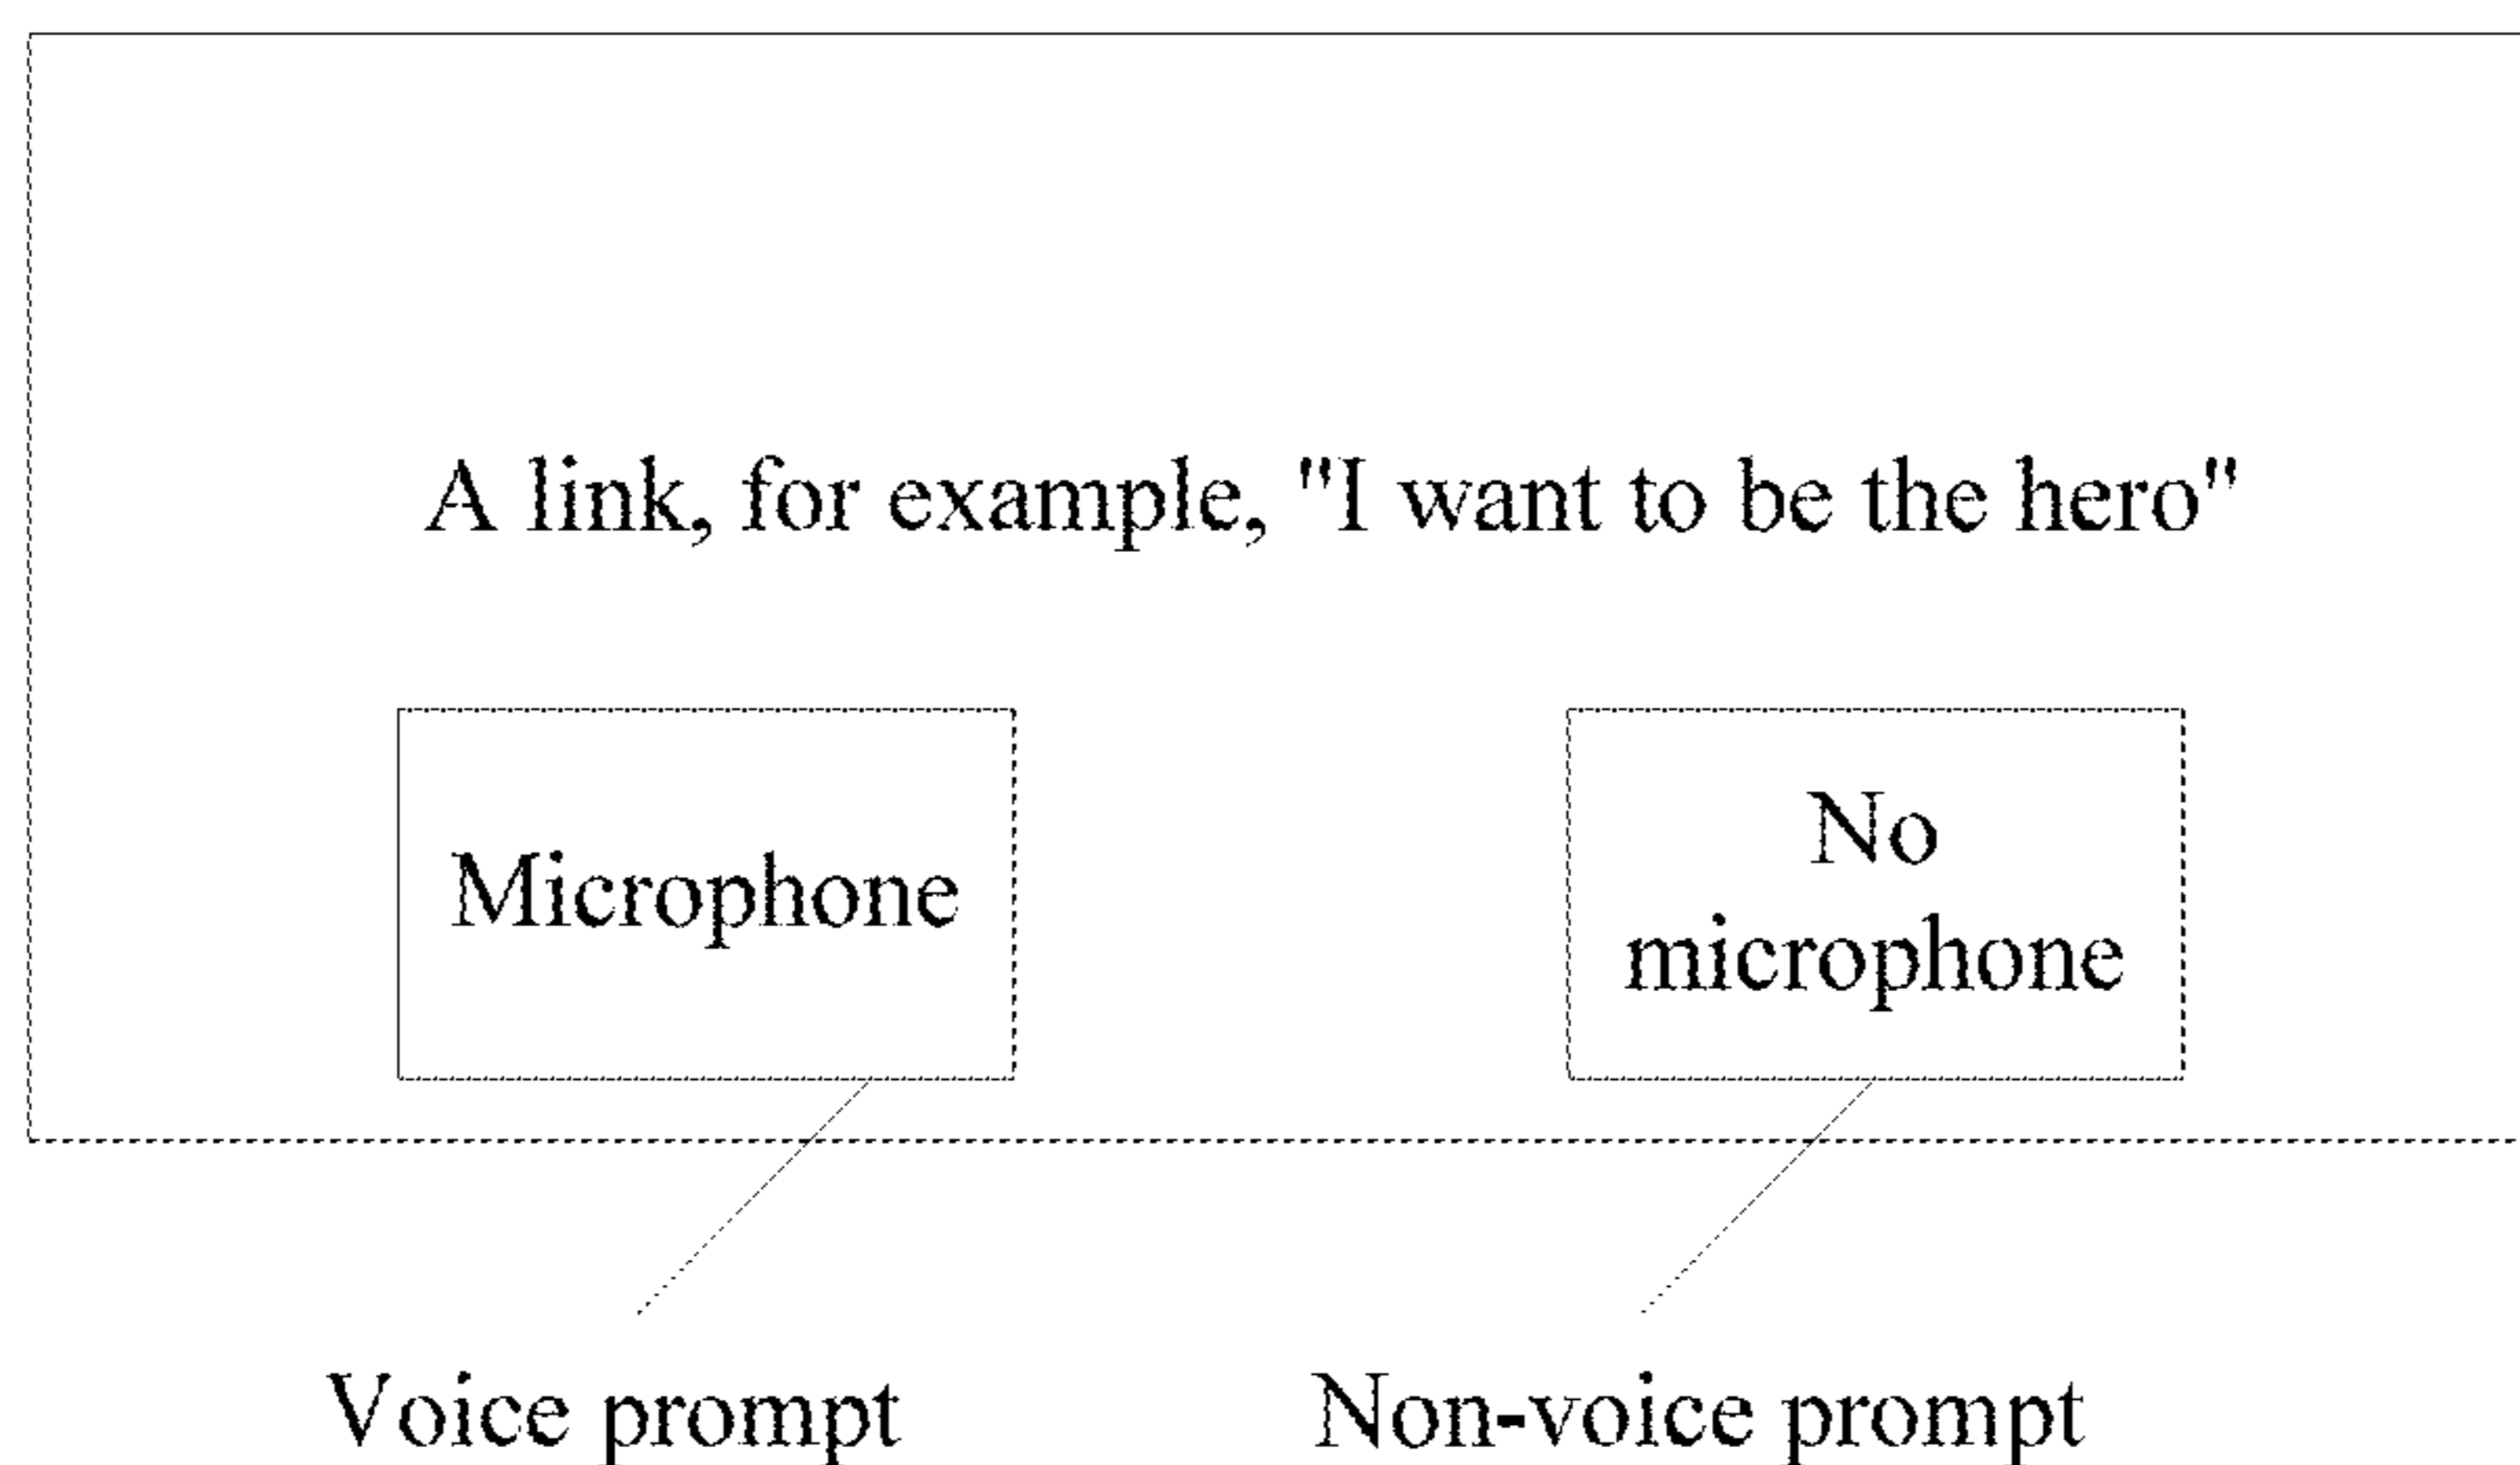 A link, for example, "I want to be the hero"
Microphone
No
microphone
Voice prompt
Non-voice prompt